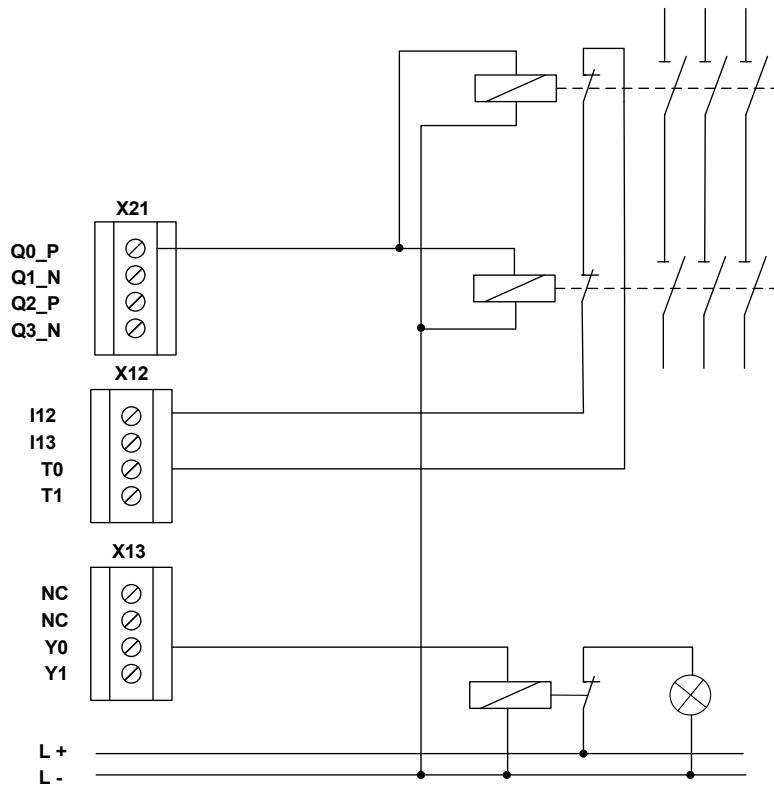 X21
Q0_P
Q1_N
Q2_P
Q3_N
X12
I12
I13
T0
T1
X13
NC
NC
Y0
Y1
L +
L -